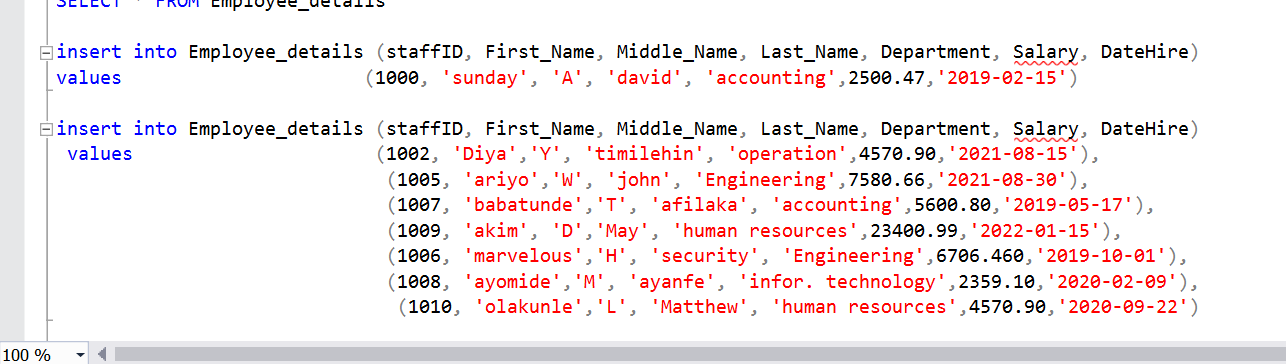 SELECT * FROM Employee_details
insert into Employee_details (staffID, First_Name, Middle_Name, Last_Name, Department, Salary, DateHire)
values (1000, 'sunday', 'A', 'david', 'accounting',2500.47,'2019-02-15')
insert into Employee_details (staffID, First_Name, Middle_Name, Last_Name, Department, Salary, DateHire)
values (1002, 'Diya','Y', 'timilehin', 'operation',4570.90,'2021-08-15'),
(1005, 'ariyo','W', 'john', 'Engineering',7580.66,'2021-08-30'),
(1007, 'babatunde','T', 'afilaka', 'accounting',5600.80,'2019-05-17'),
(1009, 'akim', 'D','May', 'human resources',23400.99,'2022-01-15'),
(1006, 'marvelous','H', 'security', 'Engineering',6706.460,'2019-10-01'),
(1008, 'ayomide','M', 'ayanfe', 'infor. technology',2359.10,'2020-02-09'),
(1010, 'olakunle','L', 'Matthew', 'human resources',4570.90,'2020-09-22')
100 %